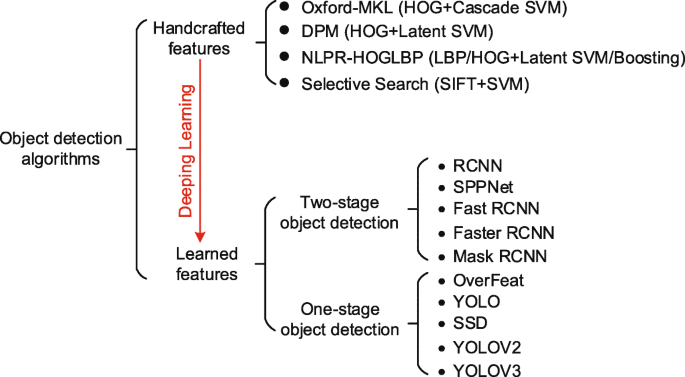 Object detection
algorithms
Handcrafted
features
Oxford-MKL (HOG+Cascade SVM)
DPM (HOG+Latent SVM)
NLPR-HOGLBP (LBP/HOG+Latent SVM/Boosting)
Selective Search (SIFT+SVM)
Deeping Learning
Learned
features
Two-stage
object detection
RCNN
SPPNet
Fast RCNN
Faster RCNN
Mask RCNN
One-stage
object detection
OverFeat
YOLO
SSD
YOLOV2
YOLOV3